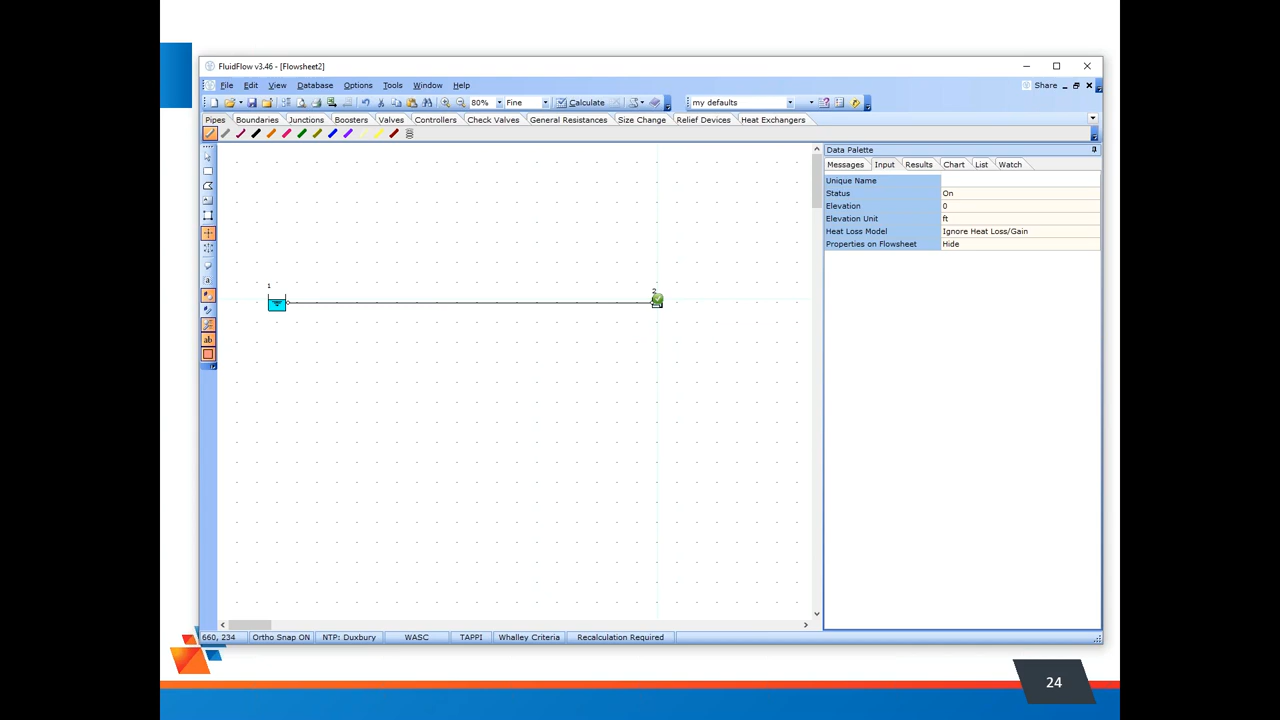 FluidFlow v3.46 - [Flowsheet2]
File Edit View Database Options Tools Window Help Share
80% Fine Calculate my defaults
Pipes Boundaries Junctions Boosters Valves Controllers Check Valves General Resistances Size Change Relief Devices Heat Exchangers
Data Palette
Messages Input Results Chart List Watch
Unique Name
Status On
Elevation 0
Elevation Unit ft
Heat Loss Model Ignore Heat Loss/Gain
Properties on Flowsheet Hide
a
ab
1
2
660, 234 Ortho Snap ON NTP: Duxbury WASC TAPPI Whalley Criteria Recalculation Required
24